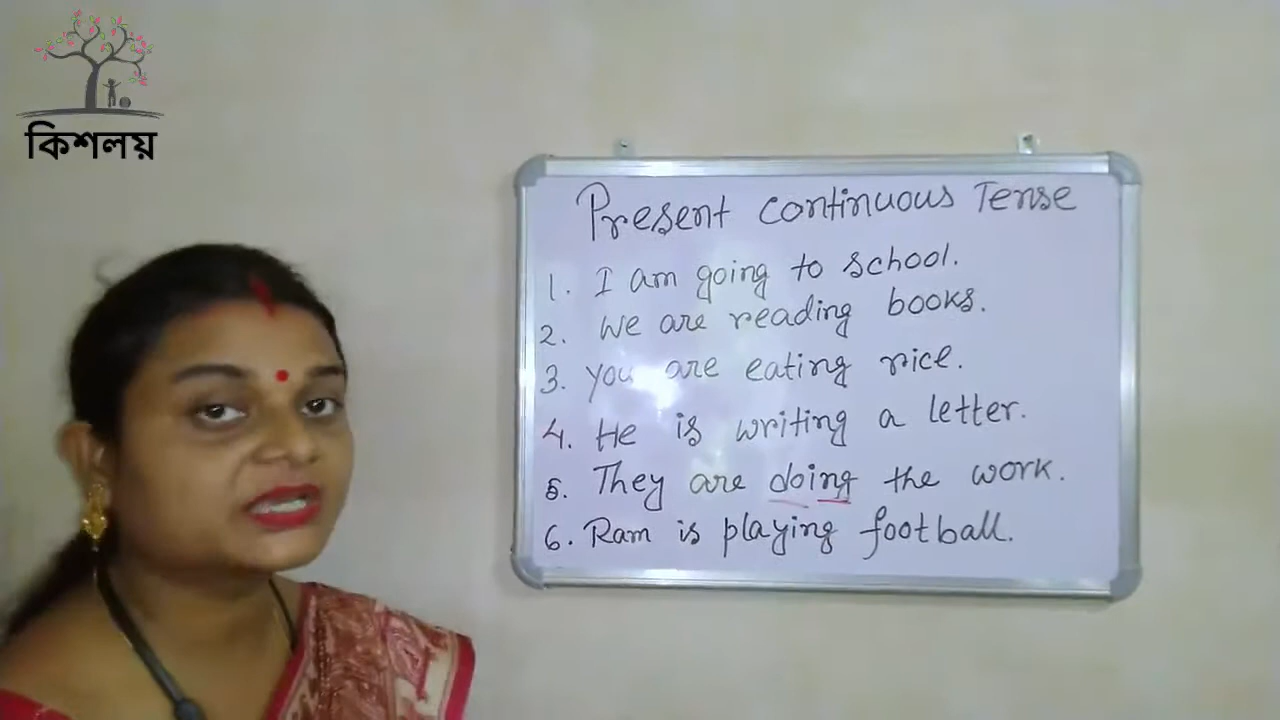 কিশলয়
Present continuous Tense
1. I am going to school.
2. We are reading books.
3. You are eating rice.
4. He is writing a letter.
5. They are doing the work.
6. Ram is playing football.